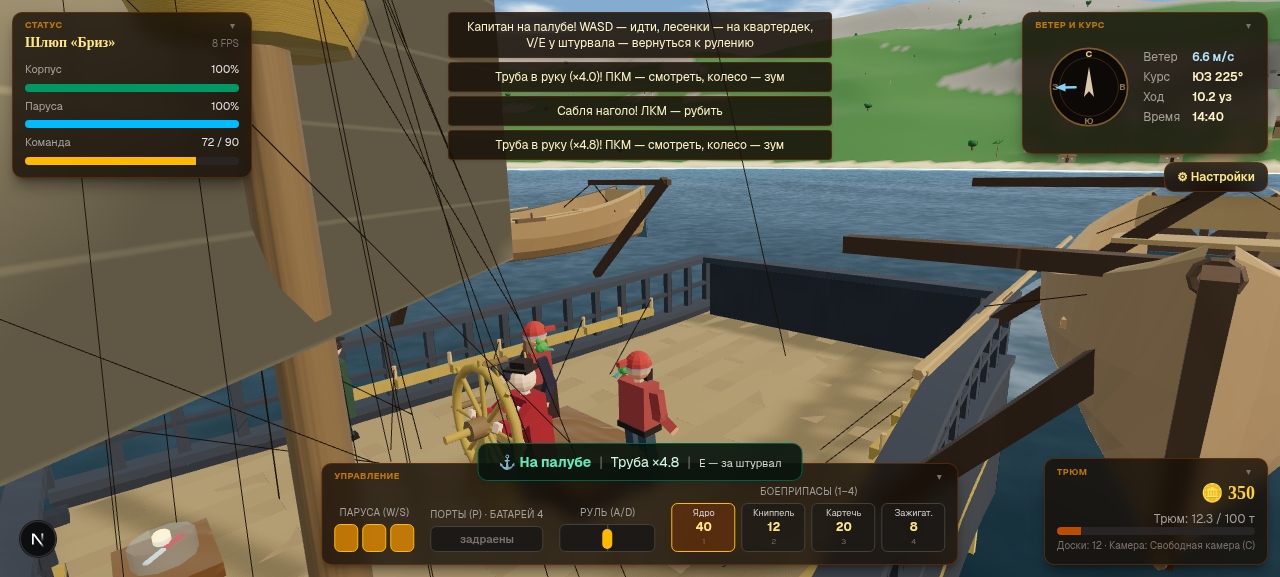 СТАТУС
▼
Шлюп «Бриз»
8 FPS
Корпус
100%
Паруса
100%
Команда
72 / 90
Капитан на палубе! WASD — идти, лесенки — на квартердек,
V/E у штурвала — вернуться к рулению
Труба в руку (×4.0)! ПКМ — смотреть, колесо — зум
Сабля наголо! ЛКМ — рубить
Труба в руку (×4.8)! ПКМ — смотреть, колесо — зум
ВЕТЕР И КУРС
▼
С
З
В
Ю
Ветер 6.6 м/с
Курс ЮЗ 225°
Ход 10.2 уз
Время 14:40
⚙ Настройки
⚓ На палубе | Труба ×4.8 | E — за штурвал
УПРАВЛЕНИЕ
▼
ПАРУСА (W/S)
ПОРТЫ (P) · БАТАРЕЙ 4
задраены
РУЛЬ (A/D)
БОЕПРИПАСЫ (1–4)
Ядро
40
1
Книппель
12
2
Картечь
20
3
Зажигат.
8
4
ТРЮМ
▼
350
Трюм: 12.3 / 100 т
Доски: 12 · Камера: Свободная камера (C)
N